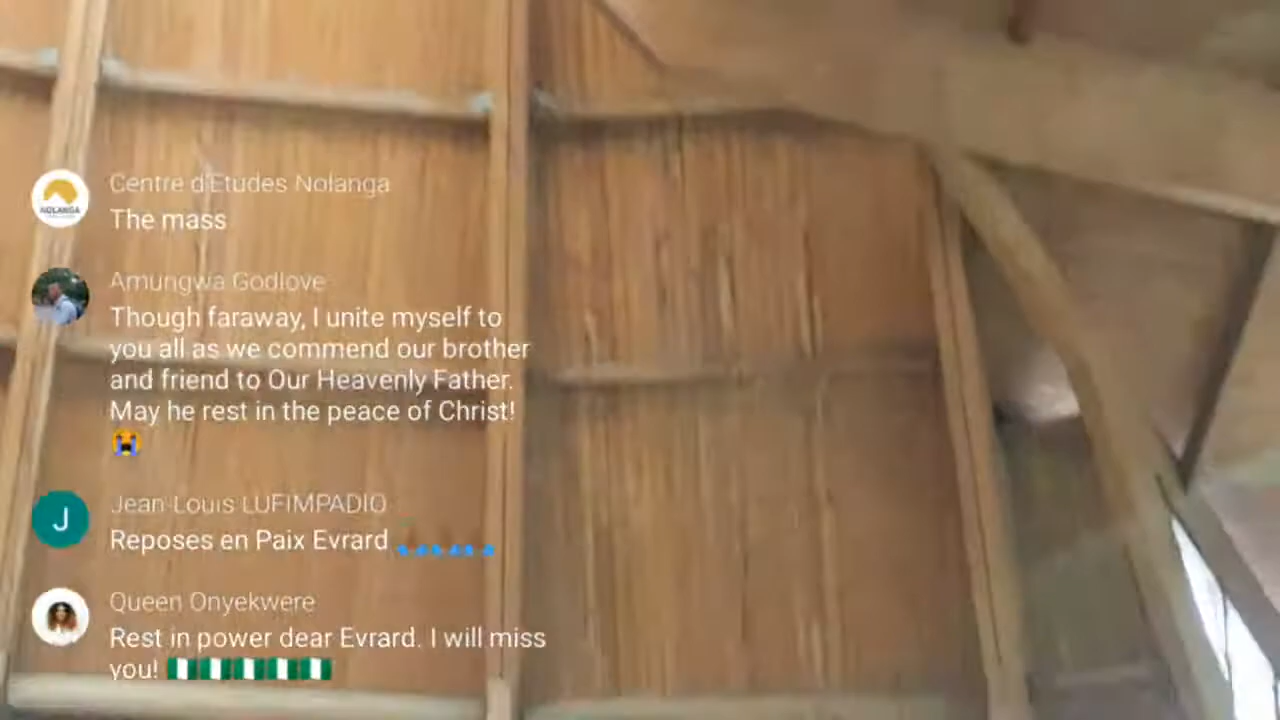 Centre d'Etudes Nolanga
NOLANGA
The mass
Amungwa Godlove
Though faraway, I unite myself to
you all as we commend our brother
and friend to Our Heavenly Father.
May he rest in the peace of Christ!
😭
J
Jean-Louis LUFIMPADIO
Reposes en Paix Evrard
Queen Onyekwere
Rest in power dear Evrard. I will miss
you! 🇳🇬🇳🇬🇳🇬🇳🇬🇳🇬